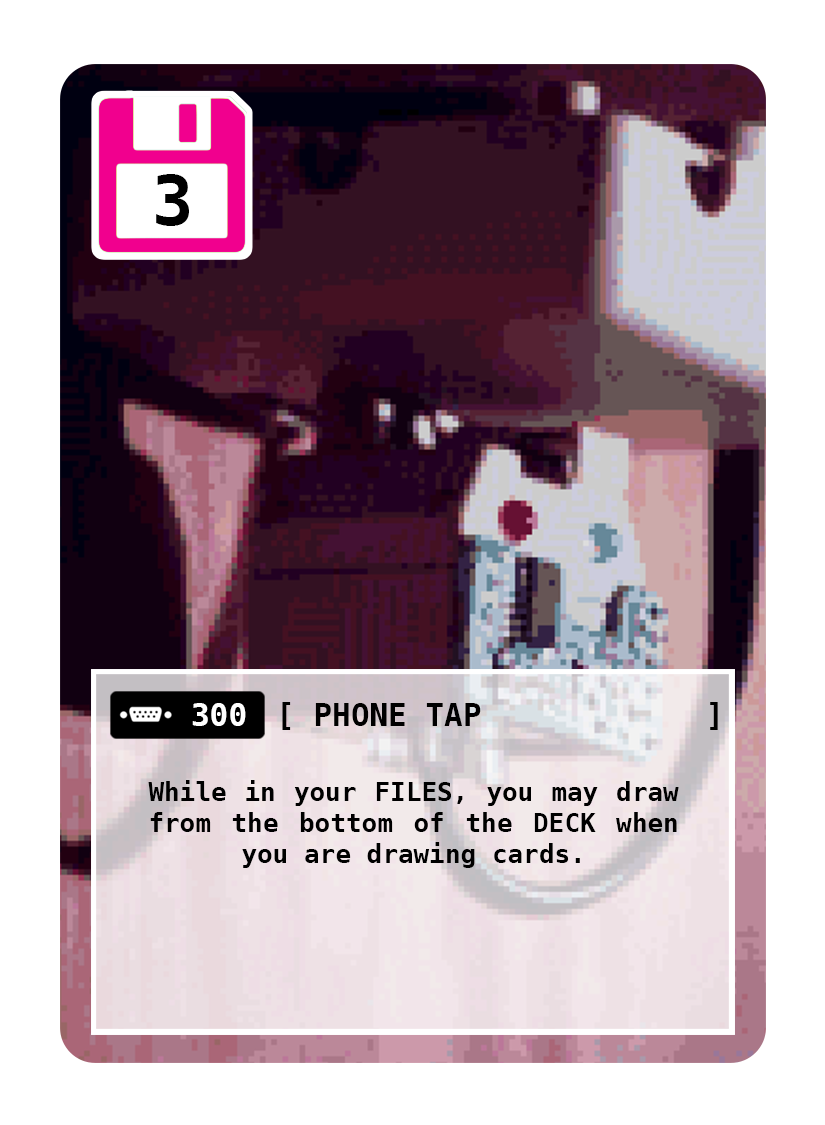 3
300 [ PHONE TAP ]
While in your FILES, you may draw
from the bottom of the DECK when
you are drawing cards.